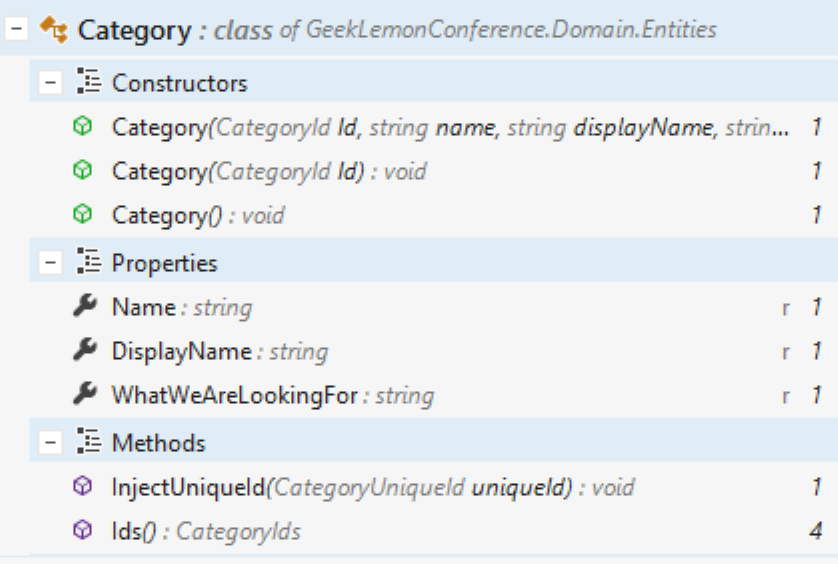 Category : class of GeekLemonConference.Domain.Entities
Constructors
Category(CategoryId Id, string name, string displayName, strin... 1
Category(CategoryId Id) : void 1
Category() : void 1
Properties
Name : string r 1
DisplayName : string r 1
WhatWeAreLookingFor : string r 1
Methods
InjectUniqueId(CategoryUniqueId uniqueId) : void 1
Ids() : CategoryIds 4